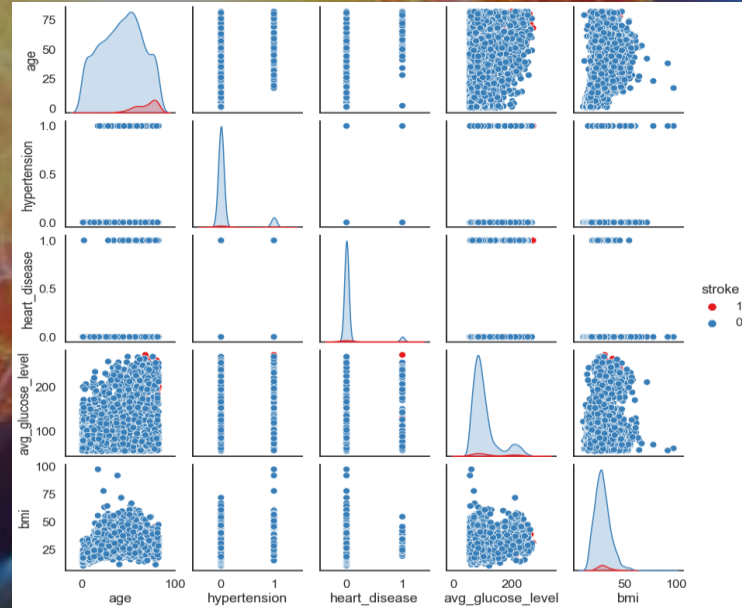 75
50
25
0
age
1.0
0.5
0.0
hypertension
1.0
0.5
0.0
heart_disease
stroke
1
0
200
100
avg_glucose_level
100
75
50
25
bmi
0 100 0 1 0 1 0 200 50 100
age hypertension heart_disease avg_glucose_level bmi